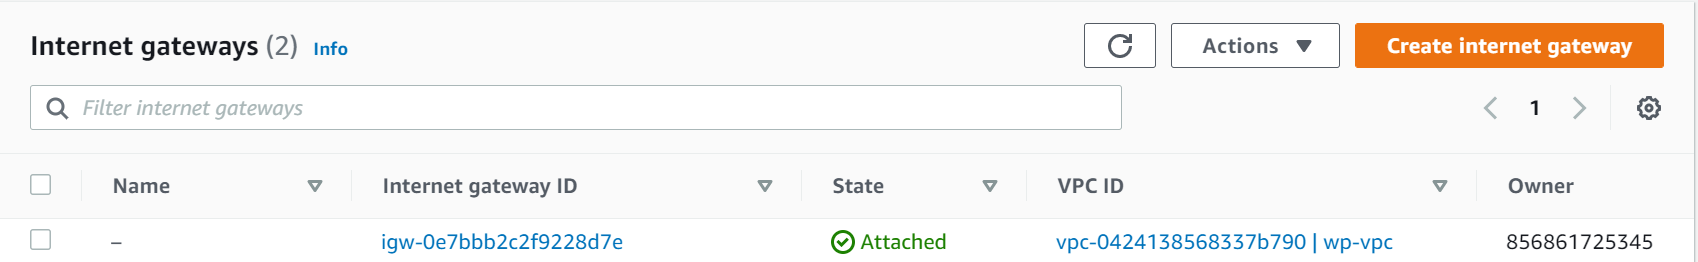 Internet gateways (2) Info Actions Create internet gateway
Filter internet gateways 1
Name Internet gateway ID State VPC ID Owner
– igw-0e7bbb2c2f9228d7e Attached vpc-0424138568337b790 | wp-vpc 856861725345